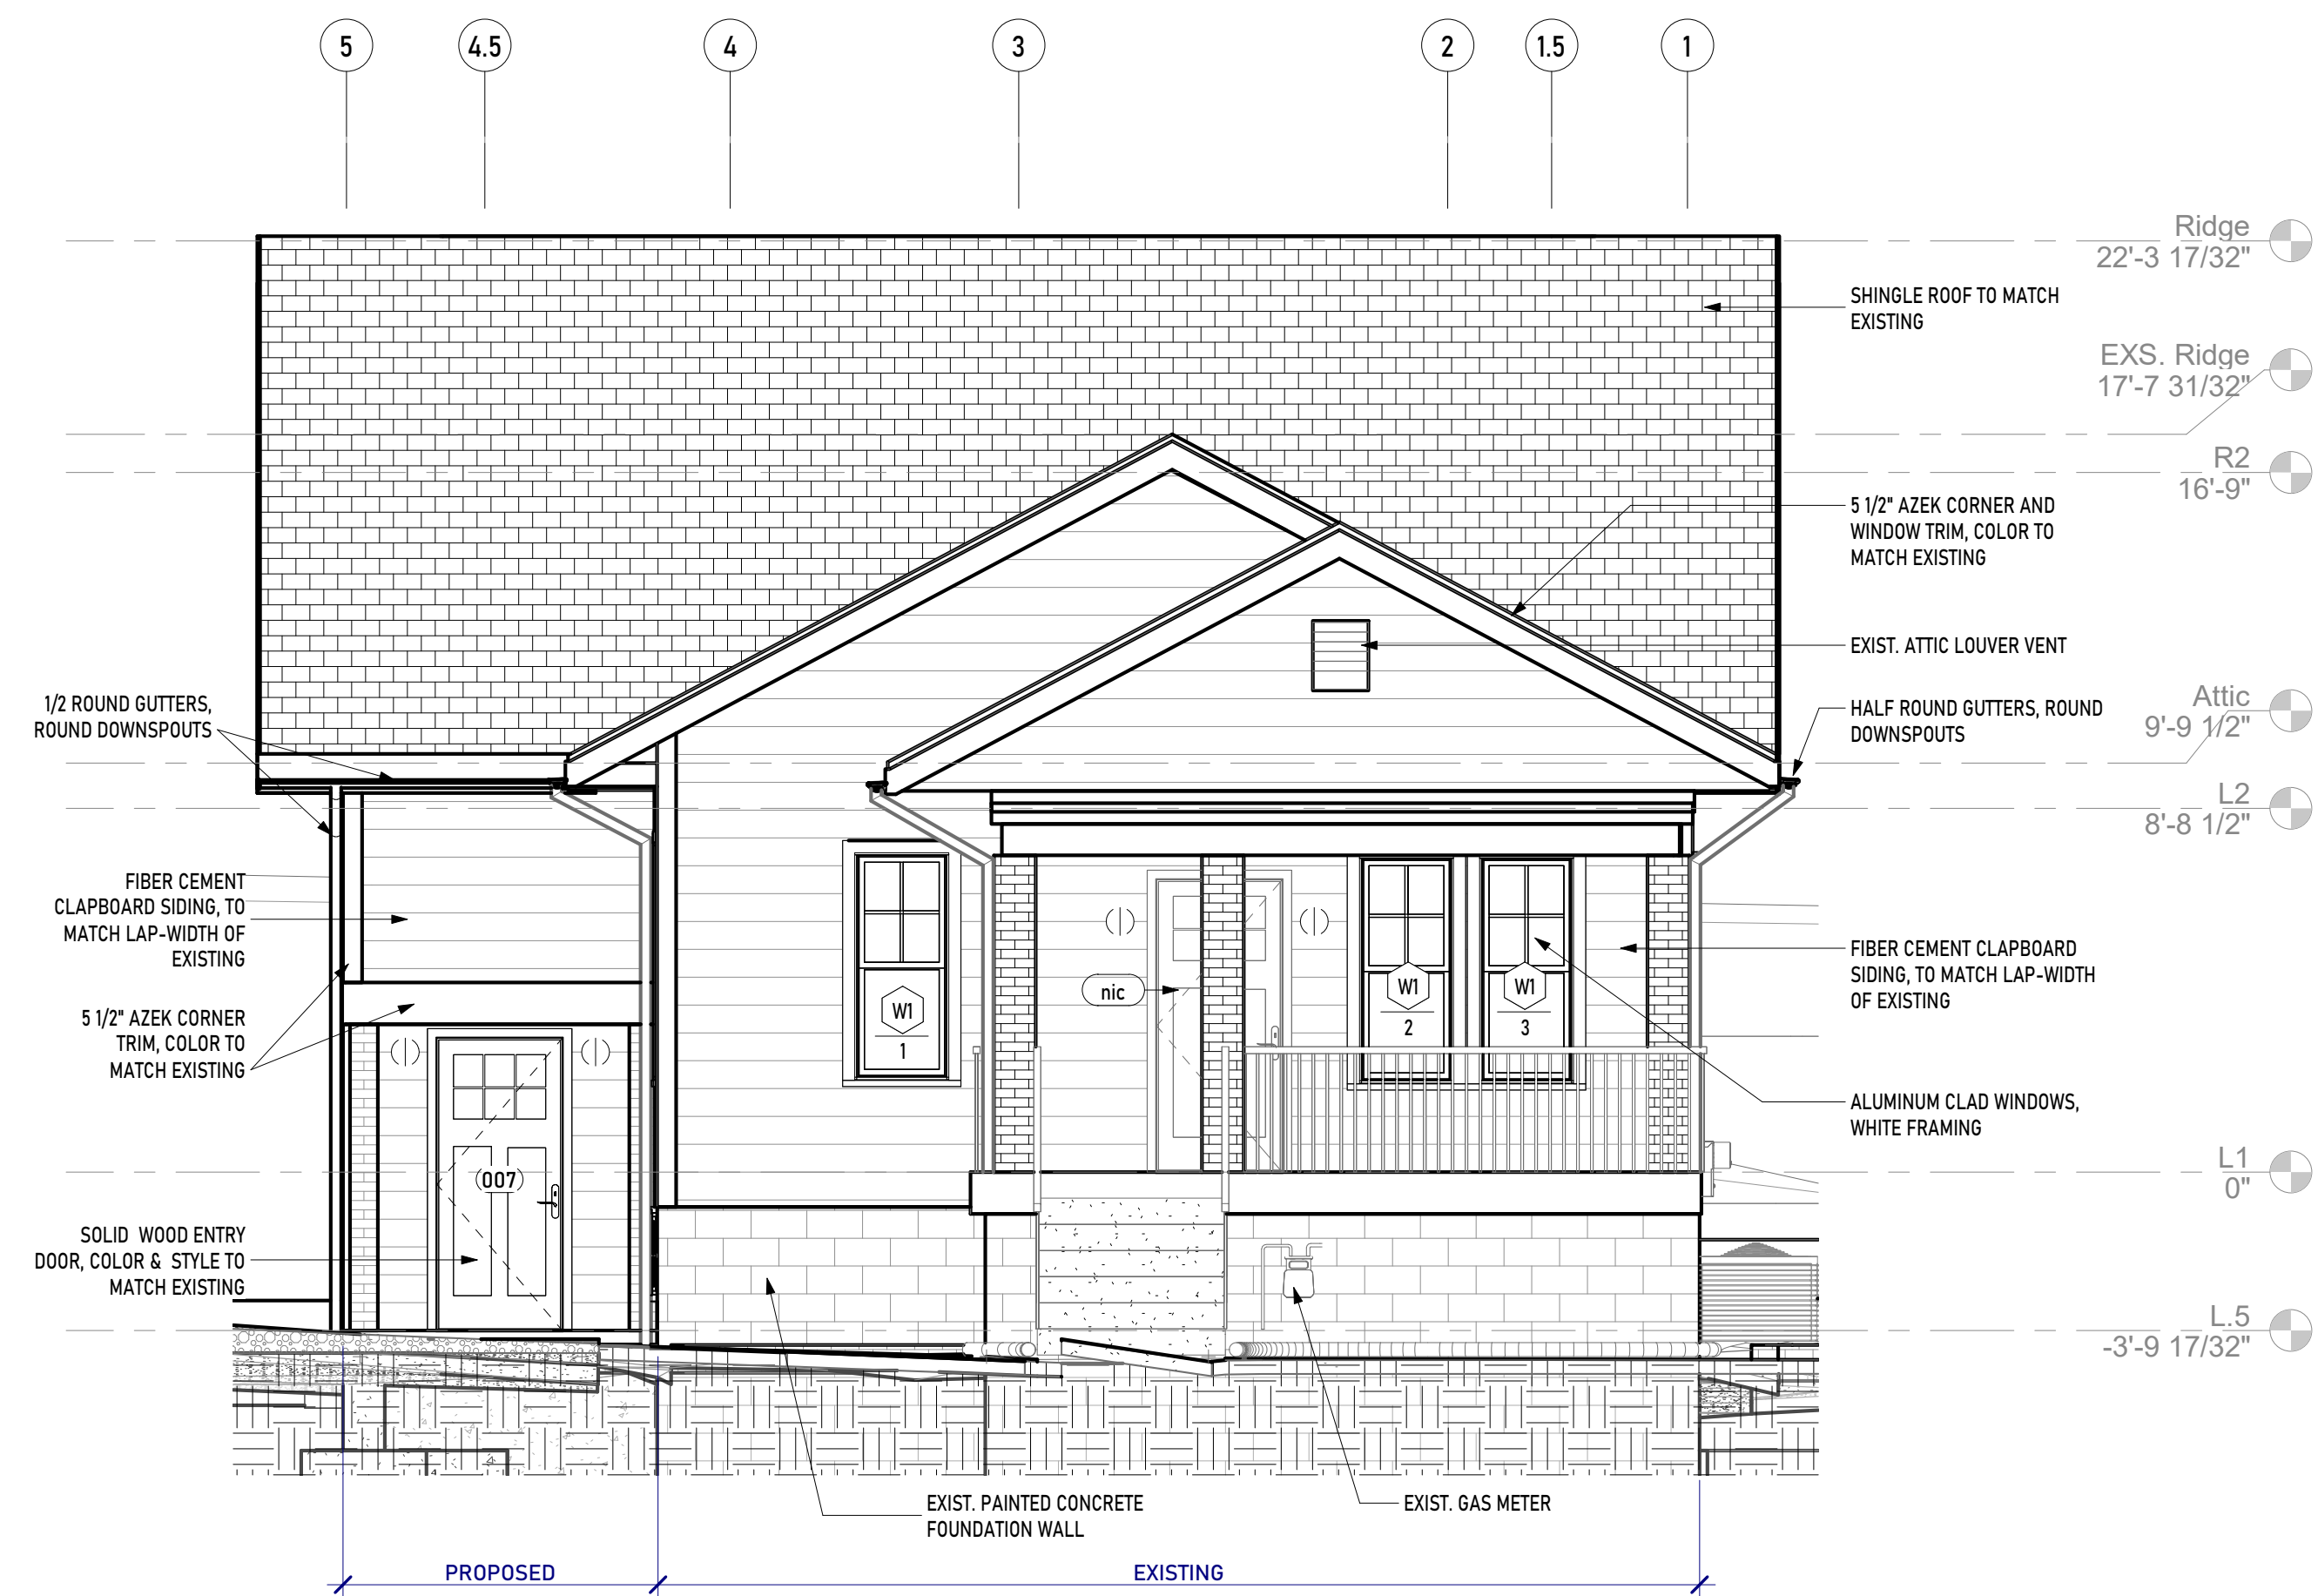 5
4.5
4
3
2
1.5
1
Ridge
22'-3 17/32"
SHINGLE ROOF TO MATCH
EXISTING
EXS. Ridge
17'-7 31/32"
R2
16'-9"
5 1/2" AZEK CORNER AND
WINDOW TRIM, COLOR TO
MATCH EXISTING
EXIST. ATTIC LOUVER VENT
Attic
9'-9 1/2"
HALF ROUND GUTTERS, ROUND
DOWNSPOUTS
1/2 ROUND GUTTERS,
ROUND DOWNSPOUTS
L2
8'-8 1/2"
FIBER CEMENT
CLAPBOARD SIDING, TO
MATCH LAP-WIDTH OF
EXISTING
FIBER CEMENT CLAPBOARD
SIDING, TO MATCH LAP-WIDTH
OF EXISTING
nic
W1
1
W1
2
W1
3
5 1/2" AZEK CORNER
TRIM, COLOR TO
MATCH EXISTING
ALUMINUM CLAD WINDOWS,
WHITE FRAMING
L1
0"
007
SOLID WOOD ENTRY
DOOR, COLOR & STYLE TO
MATCH EXISTING
L.5
-3'-9 17/32"
EXIST. PAINTED CONCRETE
FOUNDATION WALL
EXIST. GAS METER
PROPOSED
EXISTING